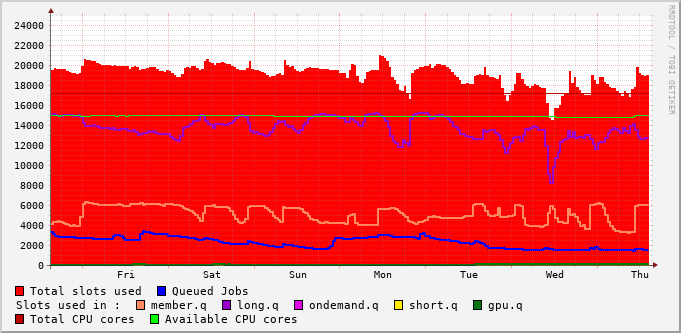 24000
22000
20000
18000
16000
14000
12000
10000
8000
6000
4000
2000
0
Fri Sat Sun Mon Tue Wed Thu
Total slots used Queued Jobs
Slots used in : member.q long.q ondemand.q short.q gpu.q
Total CPU cores Available CPU cores
RRDTOOL / TOBI OETIKER